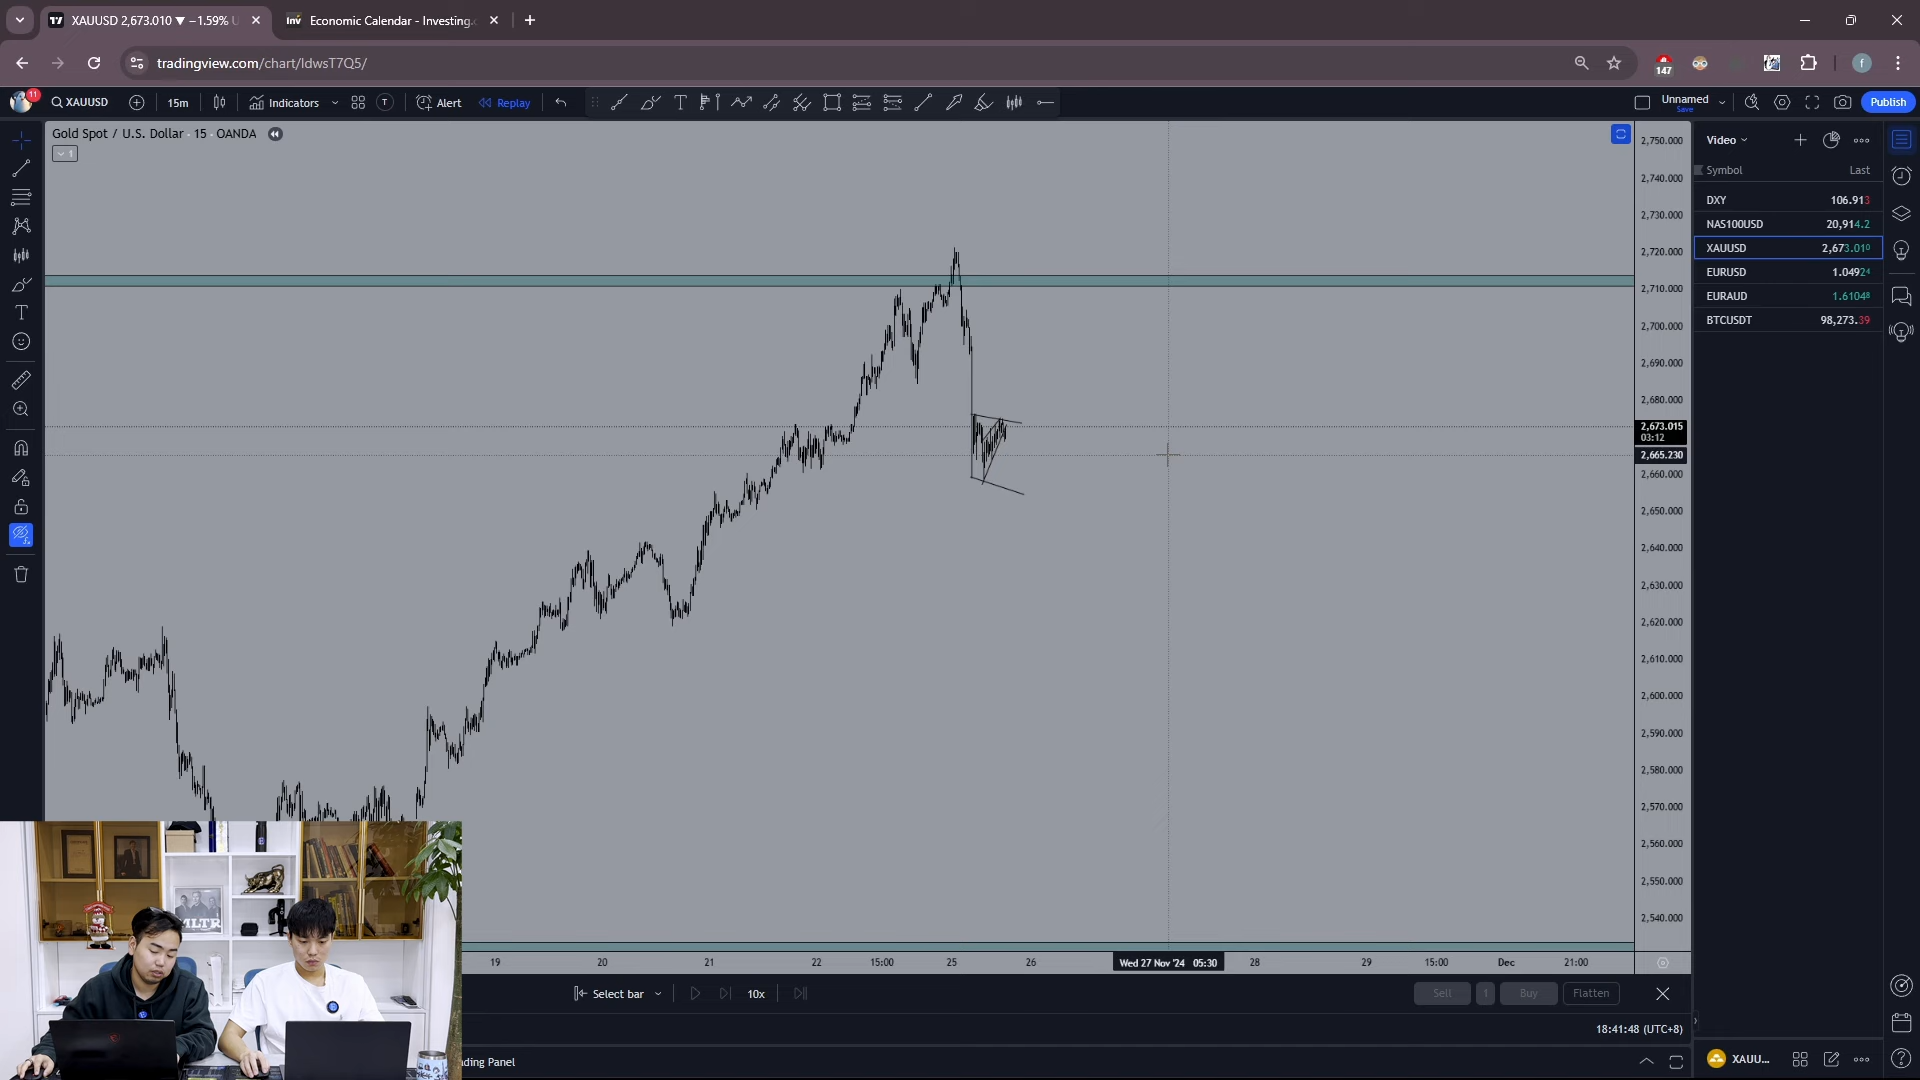 XAUUSD 2,673.010 ▼ −1.59% U
Economic Calendar - Investing.
tradingview.com/chart/ldwsT7Q5/
147
11
XAUUSD
15m
Indicators
Alert
Replay
Unnamed
Save
Publish
Gold Spot / U.S. Dollar · 15 · OANDA
1
2,750.000
2,740.000
2,730.000
2,720.000
2,710.000
2,700.000
2,690.000
2,680.000
2,673.015
03:12
2,665.230
2,660.000
2,650.000
2,640.000
2,630.000
2,620.000
2,610.000
2,600.000
2,590.000
2,580.000
2,570.000
2,560.000
2,550.000
2,540.000
Video
Symbol Last
DXY 106.913
NAS100USD 20,914.2
XAUUSD 2,673.010
EURUSD 1.04924
EURAUD 1.61048
BTCUSDT 98,273.39
19 20 21 22 15:00 25 26 Wed 27 Nov '24 05:30 28 29 15:00 Dec 21:00
Select bar
10x
Sell 1 Buy Flatten
18:41:48 (UTC+8)
ding Panel
XAUU...
MLTR